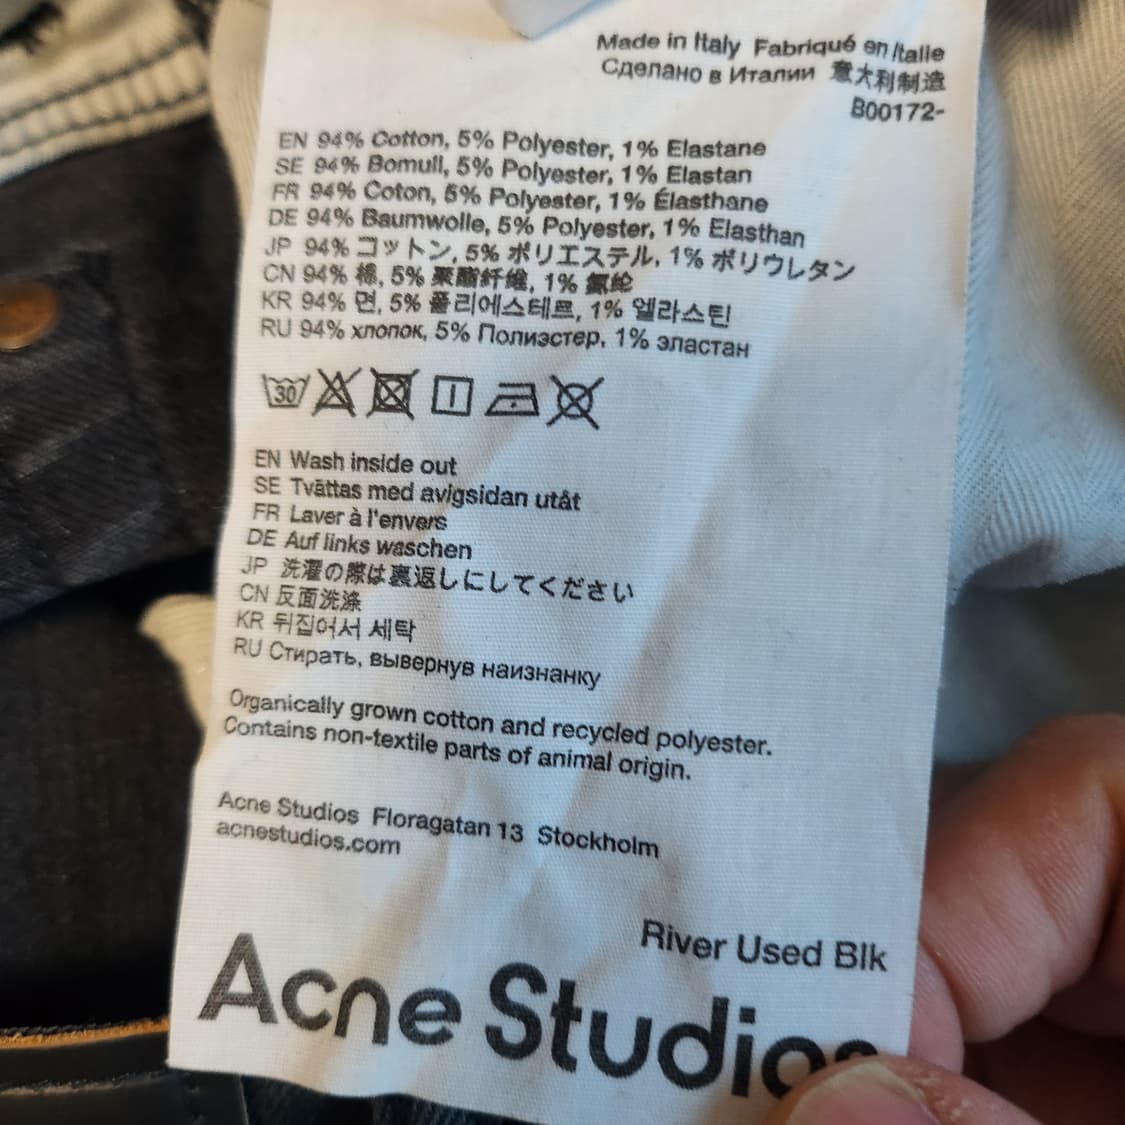 Made in Italy Fabriqué en Italie
Сделано в Италии 意大利制造
B00172-
EN 94% Cotton, 5% Polyester, 1% Elastane
SE 94% Bomull, 5% Polyester, 1% Elastan
FR 94% Coton, 5% Polyester, 1% Élasthane
DE 94% Baumwolle, 5% Polyester, 1% Elasthan
JP 94% コットン, 5% ポリエステル, 1% ポリウレタン
CN 94% 棉, 5% 聚酯纤维, 1% 氨纶
KR 94% 면, 5% 폴리에스테르, 1% 엘라스틴
RU 94% хлопок, 5% Полиэстер, 1% эластан
30
EN Wash inside out
SE Tvättas med avigsidan utåt
FR Laver à l'envers
DE Auf links waschen
JP 洗濯の際は裏返しにしてください
CN 反面洗涤
KR 뒤집어서 세탁
RU Стирать, вывернув наизнанку
Organically grown cotton and recycled polyester.
Contains non-textile parts of animal origin.
Acne Studios Floragatan 13 Stockholm
acnestudios.com
River Used Blk
Acne Studios